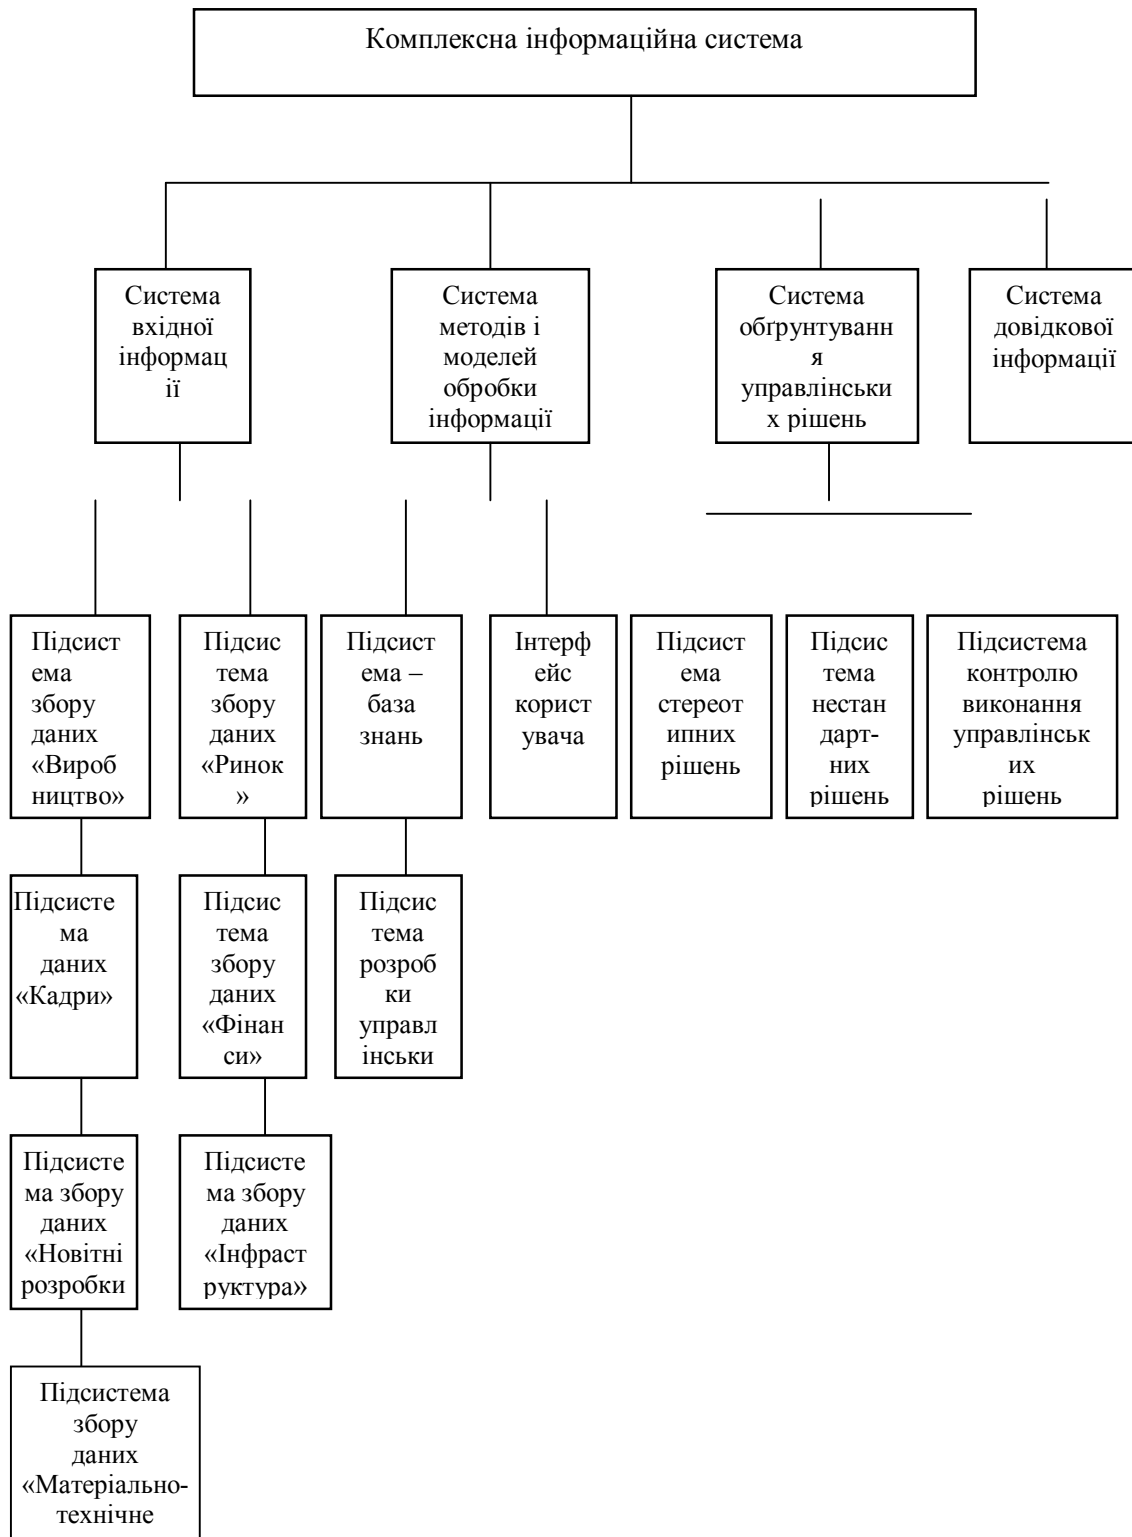 Комплексна інформаційна система
Система
вхідної
інформац
ії
Система
методів і
моделей
обробки
інформації
Система
обґрунтуванн
я
управлінськи
х рішень
Система
довідкової
інформації
Підсист
ема
збору
даних
«Вироб
ництво»
Підсис
тема
збору
даних
«Ринок
»
Підсист
ема –
база
знань
Інтерф
ейс
корист
увача
Підсист
ема
стереот
ипних
рішень
Підсис
тема
нестан
дарт-
них
рішень
Підсистема
контролю
виконання
управлінськ
их
рішень
Підсисте
ма
даних
«Кадри»
Підсис
тема
збору
даних
«Фінан
си»
Підсис
тема
розроб
ки
управл
інськи
Підсисте
ма збору
даних
«Новітні
розробки
Підсисте
ма збору
даних
«Інфраст
руктура»
Підсистема
збору
даних
«Матеріально-
технічне